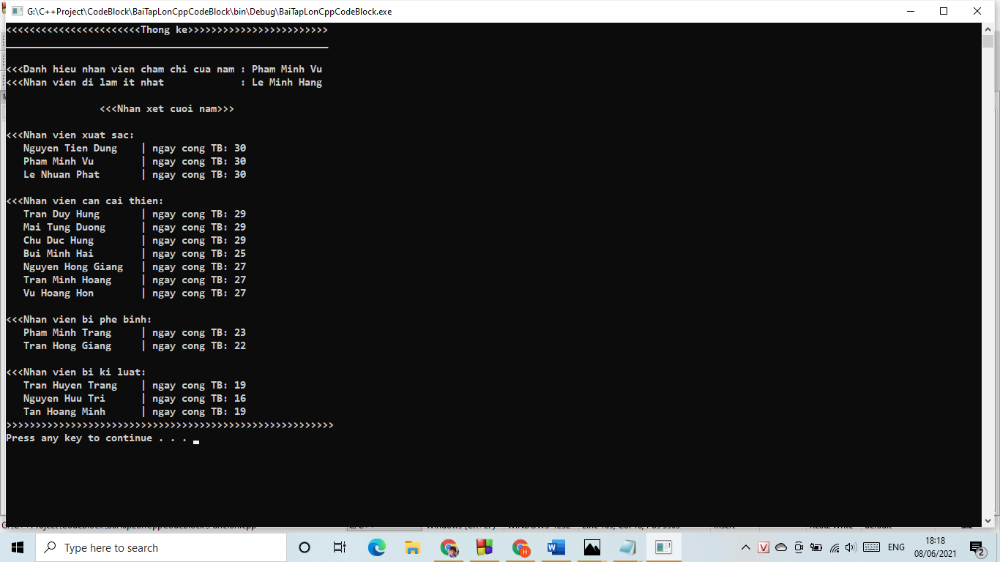 G:\C++Project\CodeBlock\BaiTapLonCppCodeBlock\bin\Debug\BaiTapLonCppCodeBlock.exe
<<<<<<<<<<<<<<<<<<<<<<<Thong ke>>>>>>>>>>>>>>>>>>>>>>>>
<<<Danh hieu nhan vien cham chi cua nam : Pham Minh Vu
<<<Nhan vien di lam it nhat : Le Minh Hang
<<<Nhan xet cuoi nam>>>
<<<Nhan vien xuat sac:
Nguyen Tien Dung | ngay cong TB: 30
Pham Minh Vu | ngay cong TB: 30
Le Nhuan Phat | ngay cong TB: 30
<<<Nhan vien can cai thien:
Tran Duy Hung | ngay cong TB: 29
Mai Tung Duong | ngay cong TB: 29
Chu Duc Hung | ngay cong TB: 29
Bui Minh Hai | ngay cong TB: 25
Nguyen Hong Giang | ngay cong TB: 27
Tran Minh Hoang | ngay cong TB: 27
Vu Hoang Hon | ngay cong TB: 27
<<<Nhan vien bi phe binh:
Pham Minh Trang | ngay cong TB: 23
Tran Hong Giang | ngay cong TB: 22
<<<Nhan vien bi ki luat:
Tran Huyen Trang | ngay cong TB: 19
Nguyen Huu Tri | ngay cong TB: 16
Tan Hoang Minh | ngay cong TB: 19
>>>>>>>>>>>>>>>>>>>>>>>>>>>>>>>>>>>>>>>>>>>>>>>>>>>>>>>>
Press any key to continue . . .
Type here to search
ENG
18:18
08/06/2021
2